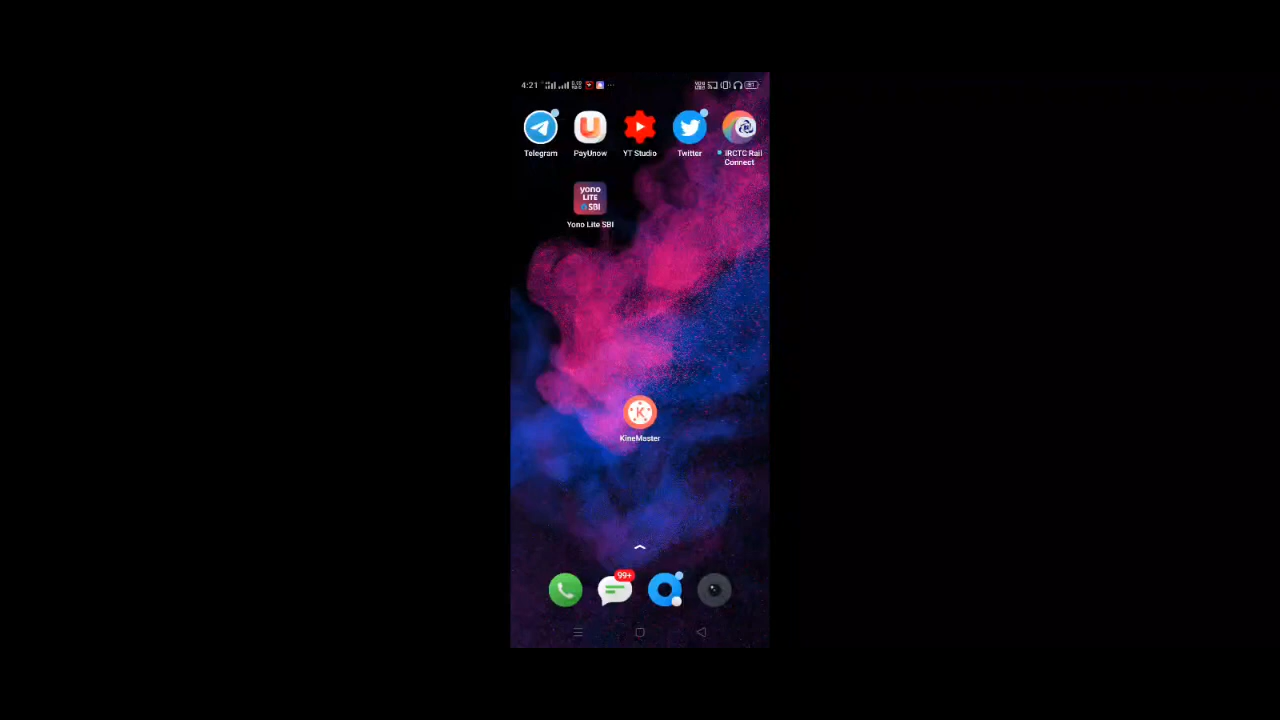 4:21
Telegram
PayUnow
YT Studio
Twitter
IRCTC Rail
Connect
yono
LITE
SBI
Yono Lite SBI
K
KineMaster
99+